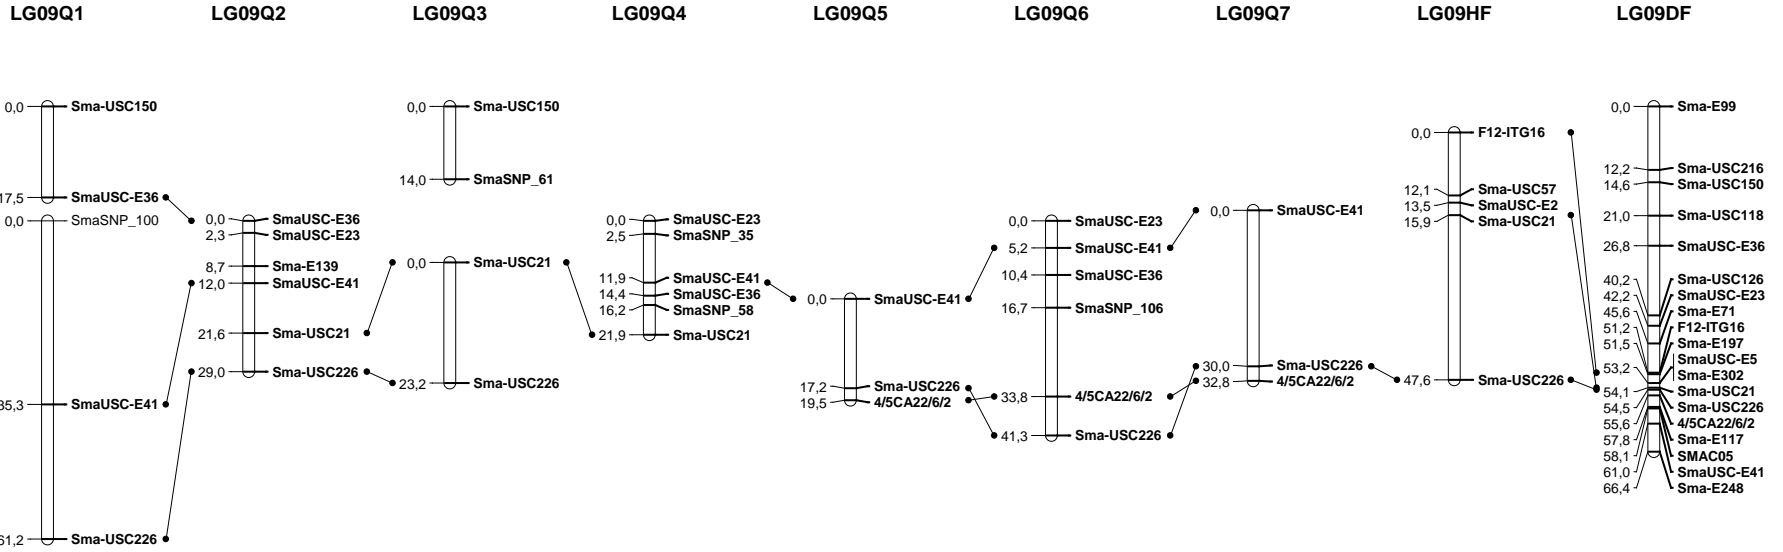 LG09Q1 LG09Q2 LG09Q3 LG09Q4 LG09Q5 LG09Q6 LG09Q7 LG09HF LG09DF
0,0 Sma-USC150
17,5 SmaUSC-E36
0,0 SmaSNP_100
35,3 SmaUSC-E41
61,2 Sma-USC226
0,0 SmaUSC-E36
2,3 SmaUSC-E23
8,7 Sma-E139
12,0 SmaUSC-E41
21,6 Sma-USC21
29,0 Sma-USC226
0,0 Sma-USC150
14,0 SmaSNP_61
0,0 Sma-USC21
23,2 Sma-USC226
0,0 SmaUSC-E23
2,5 SmaSNP_35
11,9 SmaUSC-E41
14,4 SmaUSC-E36
16,2 SmaSNP_58
21,9 Sma-USC21
0,0 SmaUSC-E41
17,2 Sma-USC226
19,5 4/5CA22/6/2
0,0 SmaUSC-E23
5,2 SmaUSC-E41
10,4 SmaUSC-E36
16,7 SmaSNP_106
33,8 4/5CA22/6/2
41,3 Sma-USC226
0,0 SmaUSC-E41
30,0 Sma-USC226
32,8 4/5CA22/6/2
0,0 F12-ITG16
12,1 Sma-USC57
13,5 SmaUSC-E2
15,9 Sma-USC21
47,6 Sma-USC226
0,0 Sma-E99
12,2 Sma-USC216
14,6 Sma-USC150
21,0 Sma-USC118
26,8 SmaUSC-E36
40,2 Sma-USC126
42,2 SmaUSC-E23
45,6 Sma-E71
51,2 F12-ITG16
51,5 Sma-E197
SmaUSC-E5
53,2 Sma-E302
54,1 Sma-USC21
54,5 Sma-USC226
55,6 4/5CA22/6/2
57,8 Sma-E117
58,1 SMAC05
61,0 SmaUSC-E41
66,4 Sma-E248